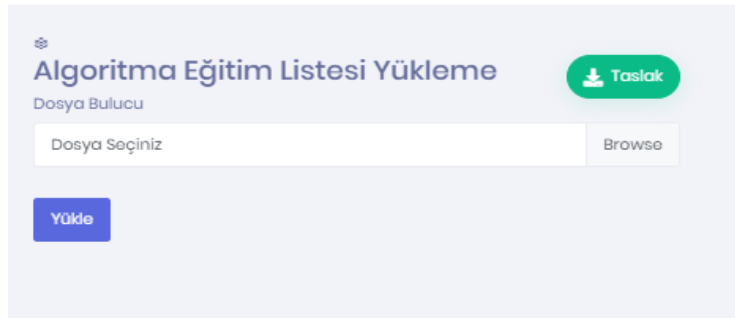 Algoritma Eğitim Listesi Yükleme
Taslak
Dosya Bulucu
Dosya Seçiniz
Browse
Yükle